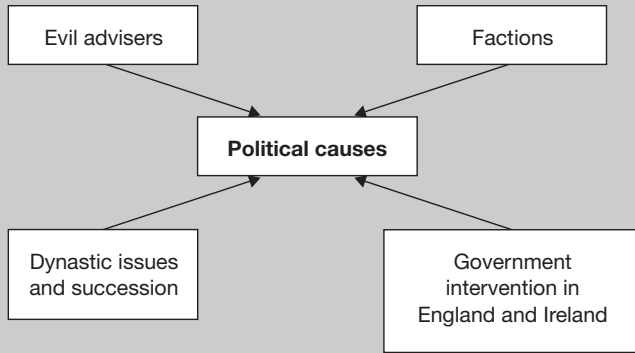 Evil advisers
Factions
Political causes
Dynastic issues
and succession
Government
intervention in
England and Ireland